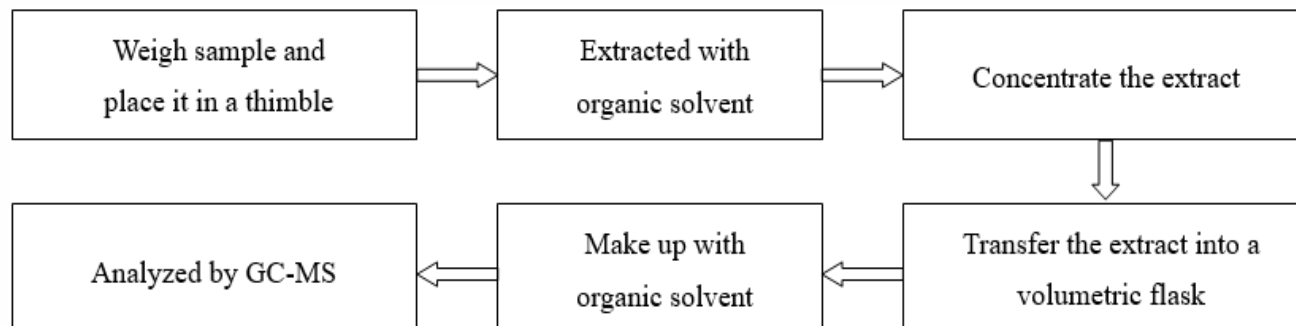 Weigh sample and
place it in a thimble
Extracted with
organic solvent
Concentrate the extract
Transfer the extract into a
volumetric flask
Make up with
organic solvent
Analyzed by GC-MS